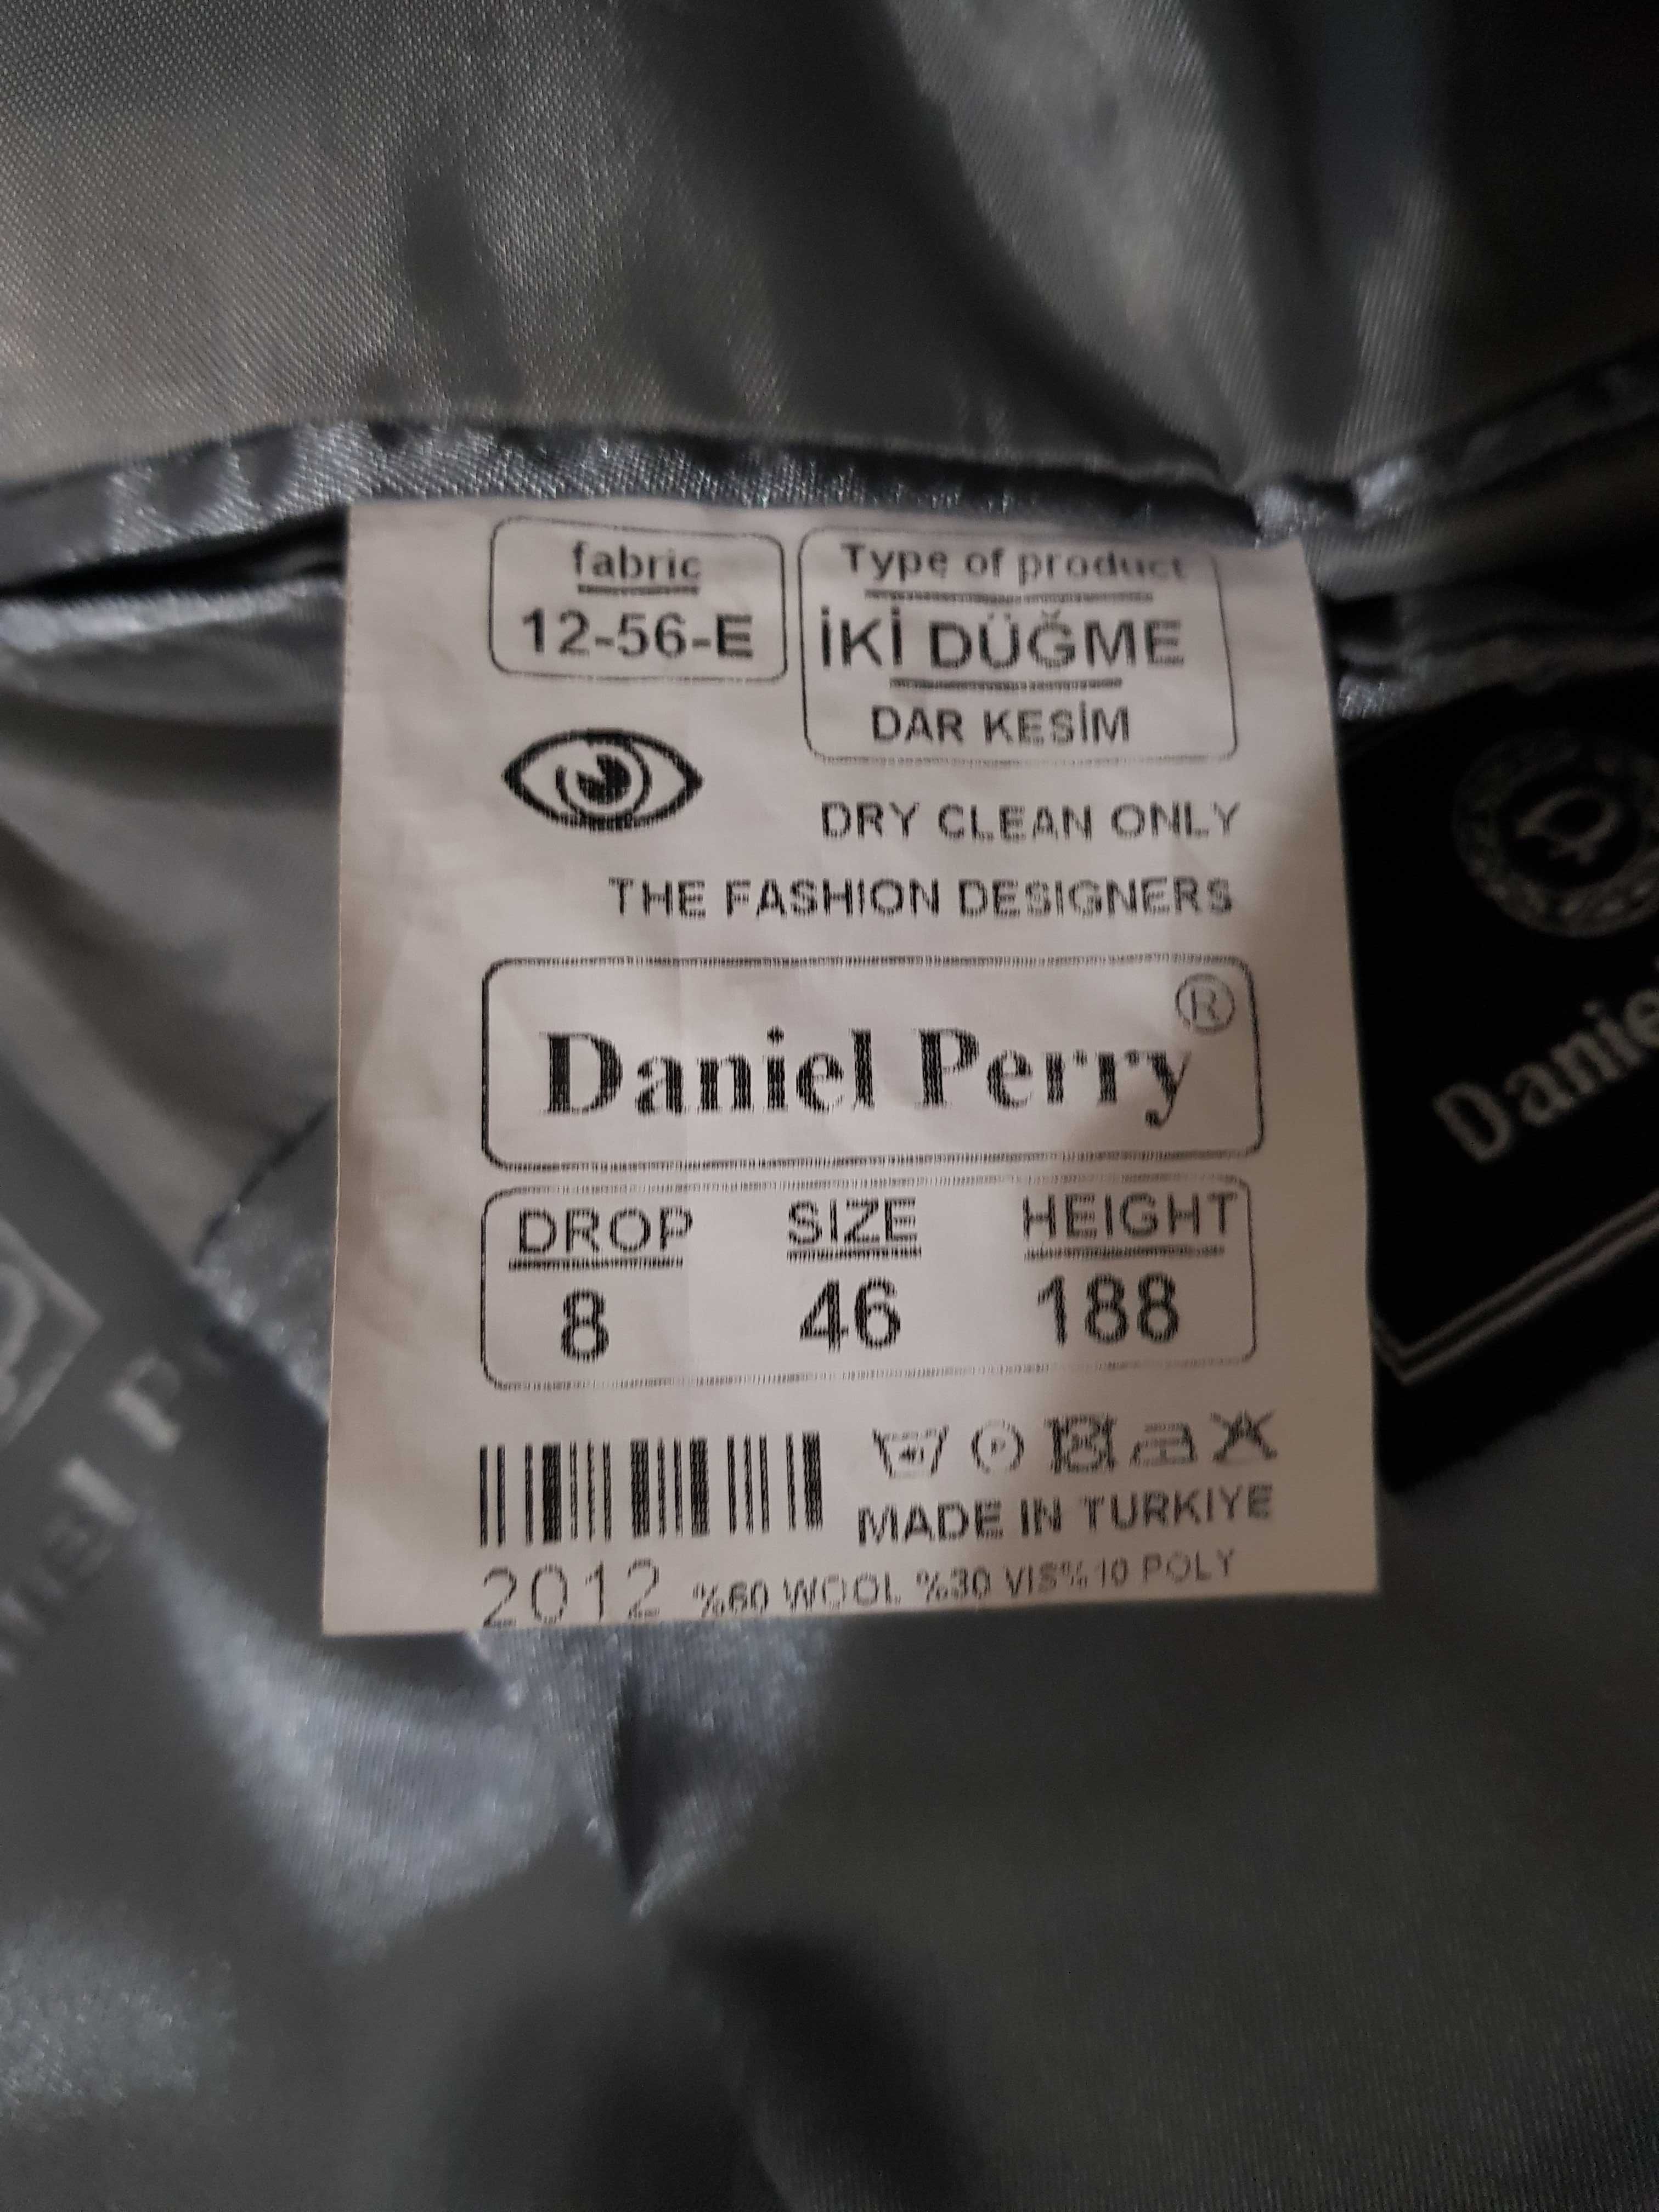 fabric
12-56-E
Type of product
İKİ DÜĞME
DAR KESİM
DRY CLEAN ONLY
THE FASHION DESIGNERS
Daniel Perry ®
DROP SIZE HEIGHT
8 46 188
MADE IN TURKIYE
2012 %60 WOOL %30 VIS%10 POLY
Danie